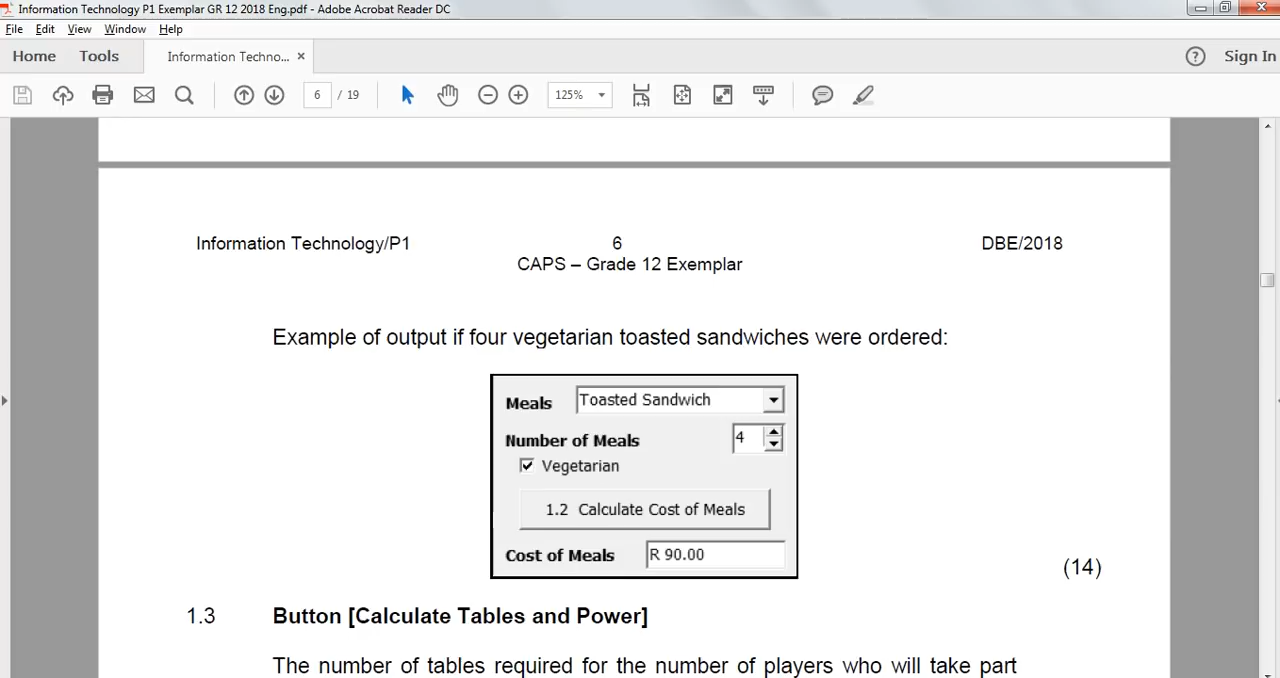 Information Technology P1 Exemplar GR 12 2018 Eng.pdf - Adobe Acrobat Reader DC
File Edit View Window Help
Home Tools Information Techno... × ? Sign In
6 / 19 125%
Information Technology/P1 6 DBE/2018
CAPS – Grade 12 Exemplar
Example of output if four vegetarian toasted sandwiches were ordered:
Meals Toasted Sandwich
Number of Meals 4
Vegetarian
1.2 Calculate Cost of Meals
Cost of Meals R 90.00
(14)
1.3 Button [Calculate Tables and Power]
The number of tables required for the number of players who will take part